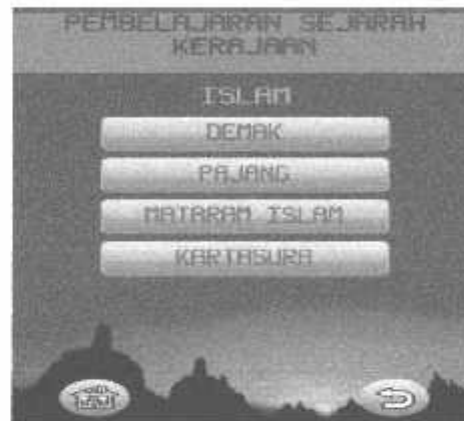 PEMBELAJARAN SEJARAH
KERAJAAN
ISLAM
DEMAK
PAJANG
MATARAM ISLAM
KARTASURA